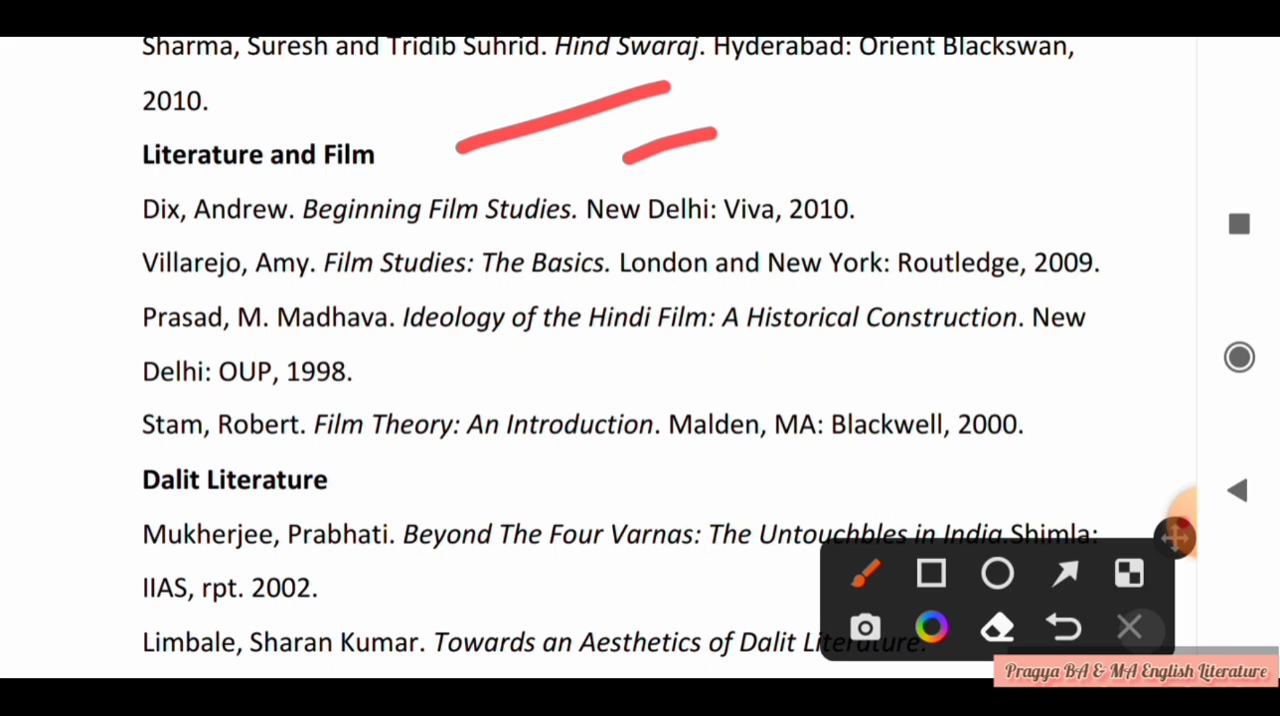 Sharma, Suresh and Tridib Suhrid. Hind Swaraj. Hyderabad: Orient Blackswan,
2010.
Literature and Film
Dix, Andrew. Beginning Film Studies. New Delhi: Viva, 2010.
Villarejo, Amy. Film Studies: The Basics. London and New York: Routledge, 2009.
Prasad, M. Madhava. Ideology of the Hindi Film: A Historical Construction. New
Delhi: OUP, 1998.
Stam, Robert. Film Theory: An Introduction. Malden, MA: Blackwell, 2000.
Dalit Literature
Mukherjee, Prabhati. Beyond The Four Varnas: The Untouchbles in India.Shimla:
IIAS, rpt. 2002.
Limbale, Sharan Kumar. Towards an Aesthetics of Dalit Literature.
Pragya BA & MA English Literature